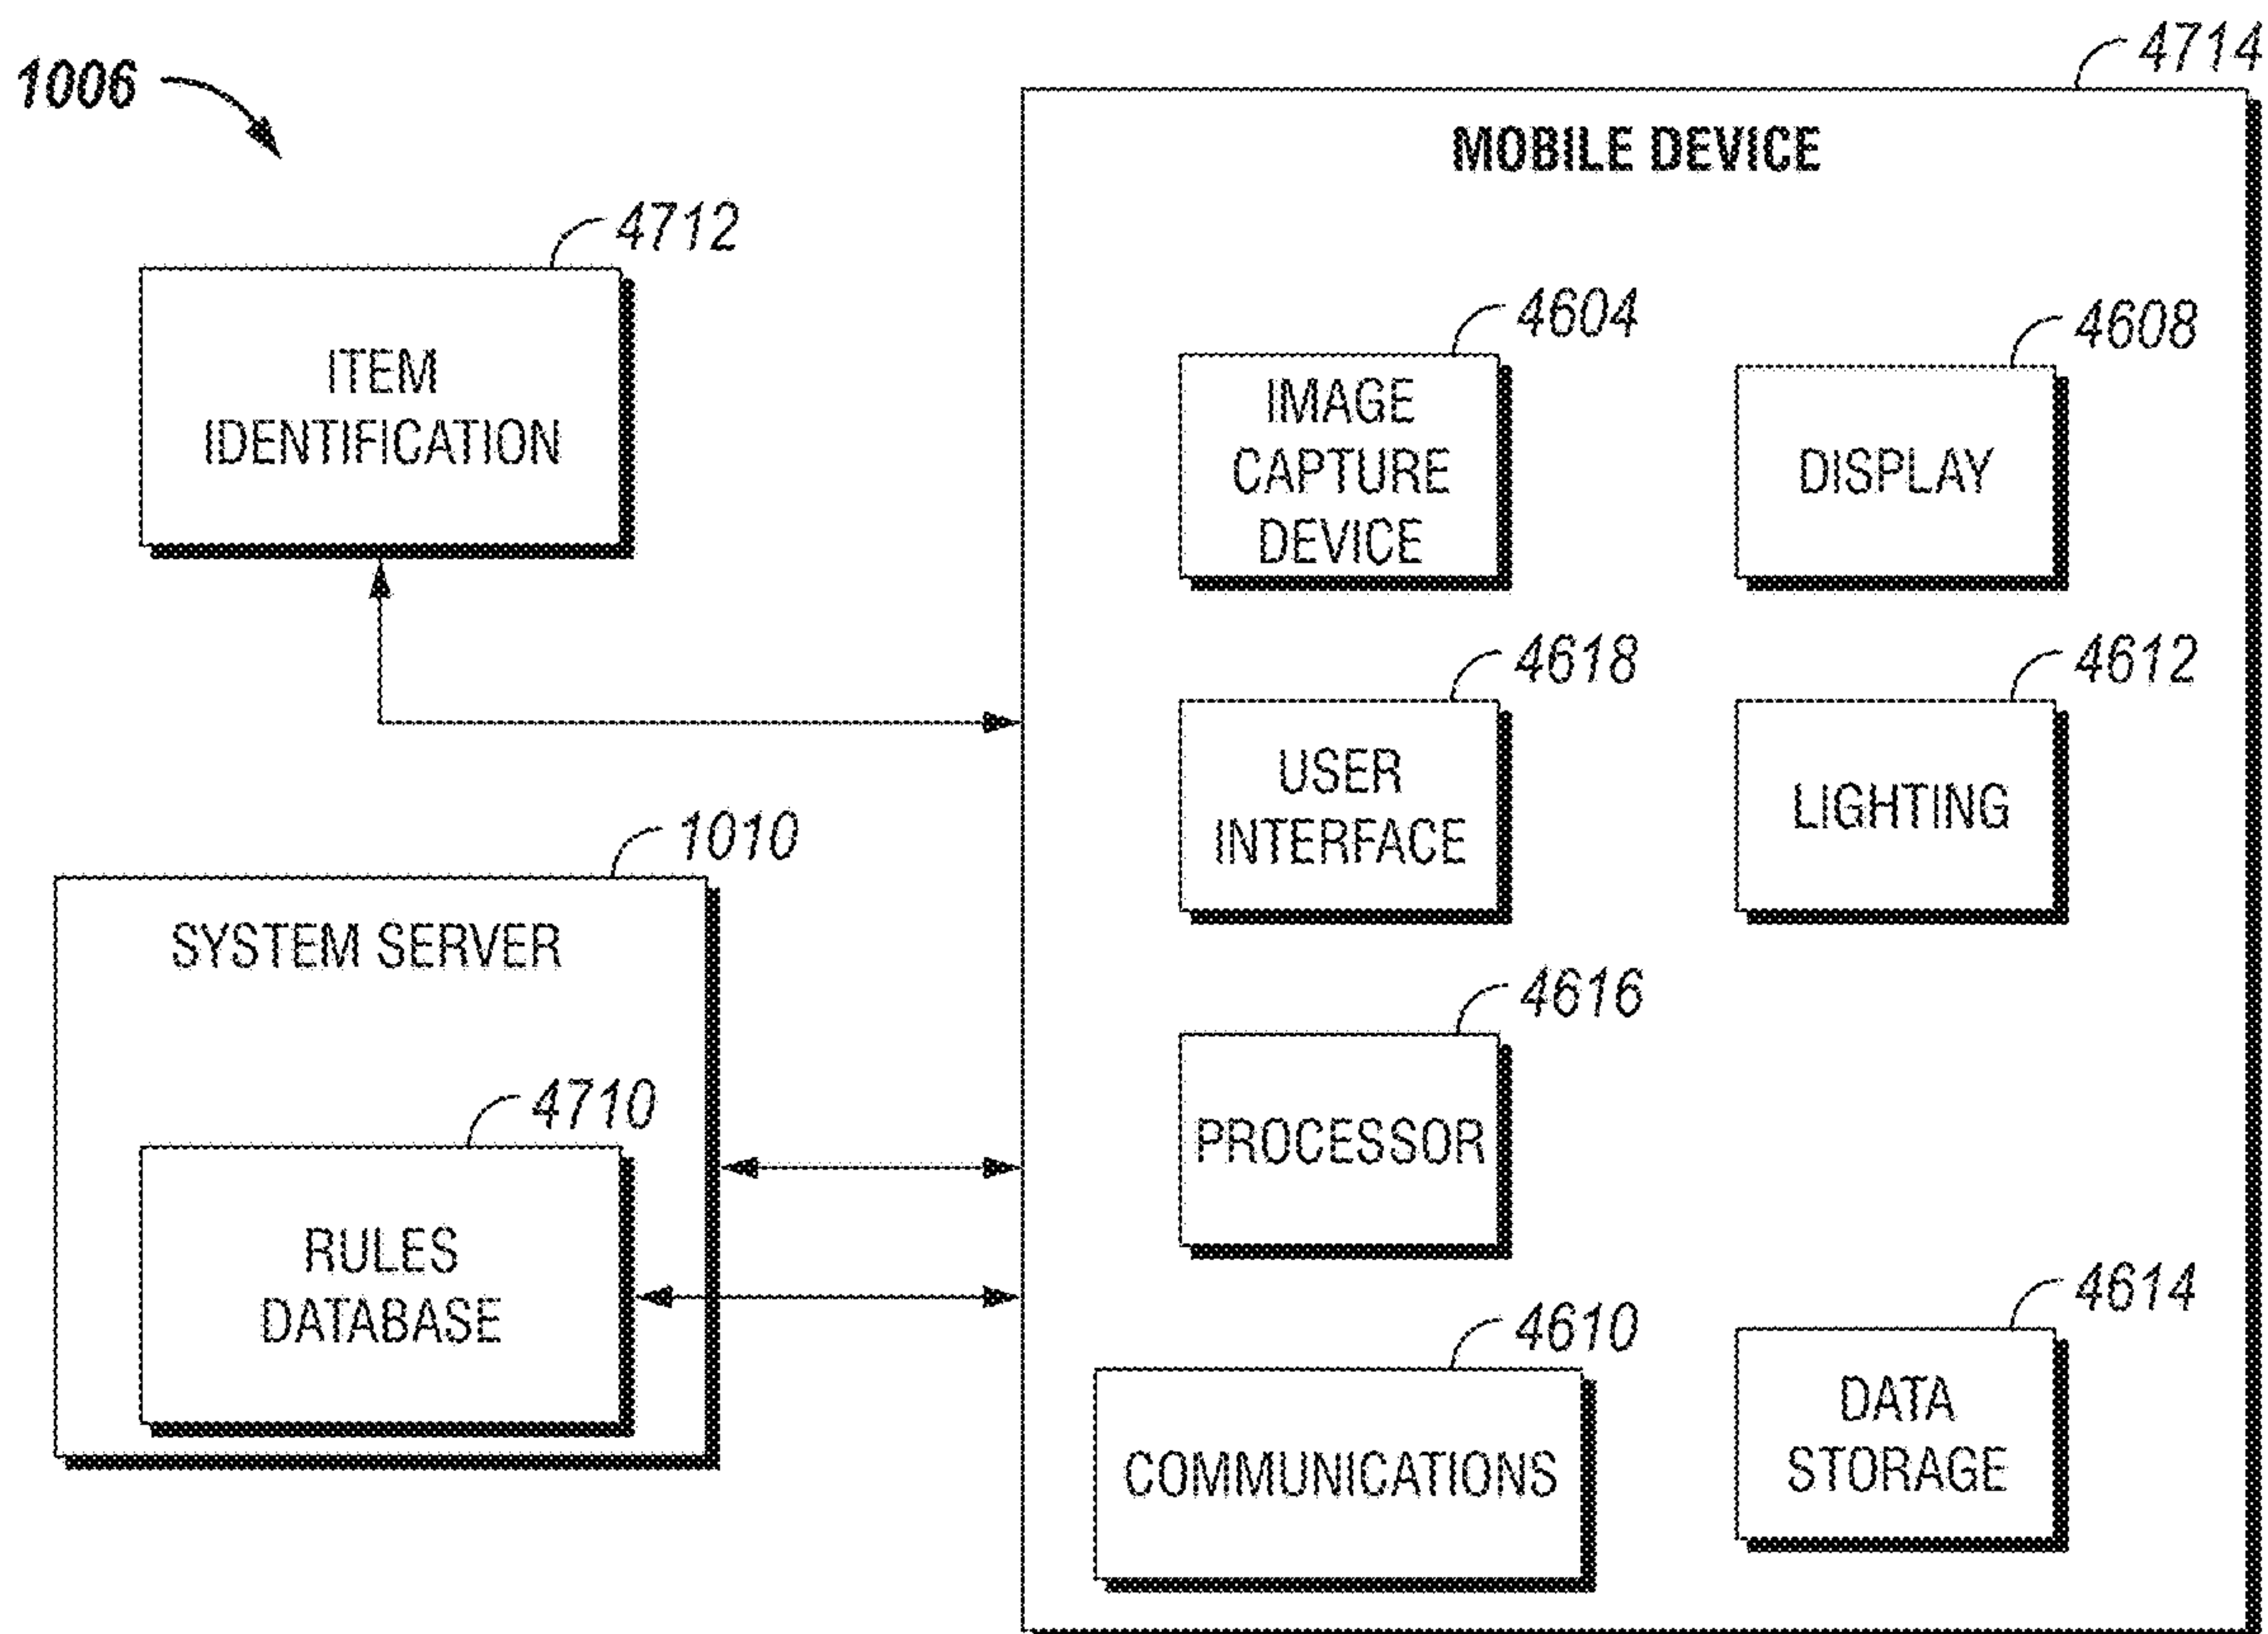 1006
4714
MOBILE DEVICE
4712
ITEM
IDENTIFICATION
4604
IMAGE
CAPTURE
DEVICE
4608
DISPLAY
4618
USER
INTERFACE
4612
LIGHTING
1010
SYSTEM SERVER
4710
RULES
DATABASE
4616
PROCESSOR
4610
COMMUNICATIONS
4614
DATA
STORAGE